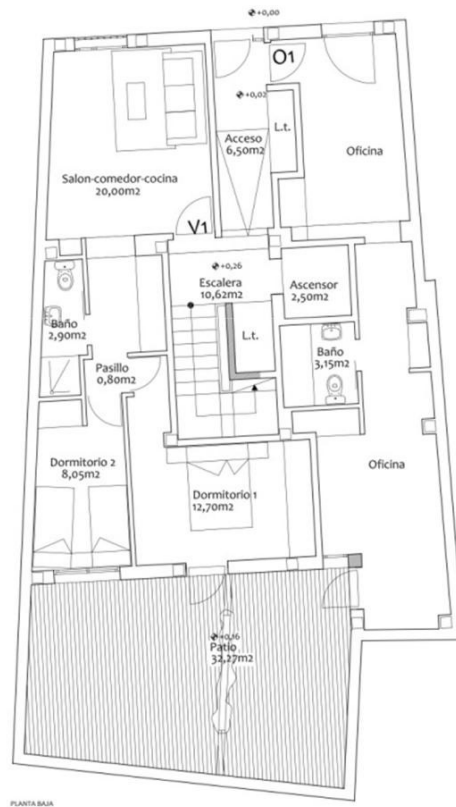 +0,00
O1
+0,02
L.t.
Acceso
6,50m2
Oficina
Salon-comedor-cocina
20,00m2
V1
+0,26
Escalera
10,62m2
Ascensor
2,50m2
Baño
2,90m2
L.t.
Baño
3,15m2
Pasillo
0,80m2
Dormitorio 2
8,05m2
Oficina
Dormitorio 1
12,70m2
+0,16
Patio
32,27m2
PLANTA BAJA